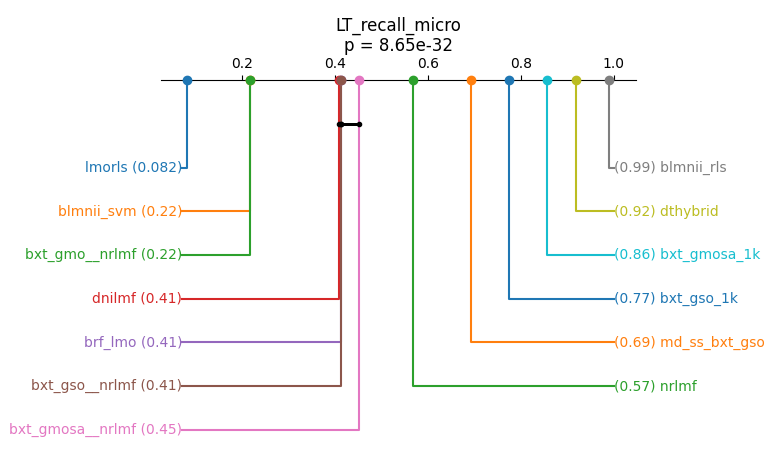 LT_recall_micro
p = 8.65e-32
0.2 0.4 0.6 0.8 1.0
lmorls (0.082) (0.99) blmnii_rls
blmnii_svm (0.22) (0.92) dthybrid
bxt_gmo__nrlmf (0.22) (0.86) bxt_gmosa_1k
dnilmf (0.41) (0.77) bxt_gso_1k
brf_lmo (0.41) (0.69) md_ss_bxt_gso
bxt_gso__nrlmf (0.41) (0.57) nrlmf
bxt_gmosa__nrlmf (0.45)